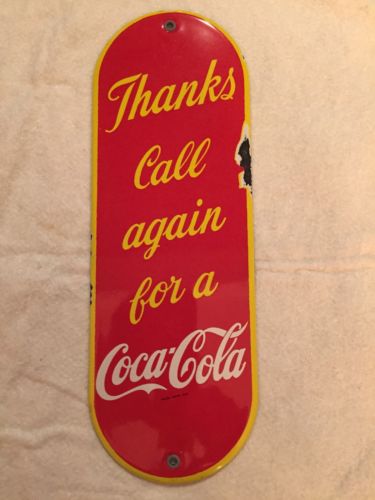 Thanks
Call
again
for a
Coca-Cola